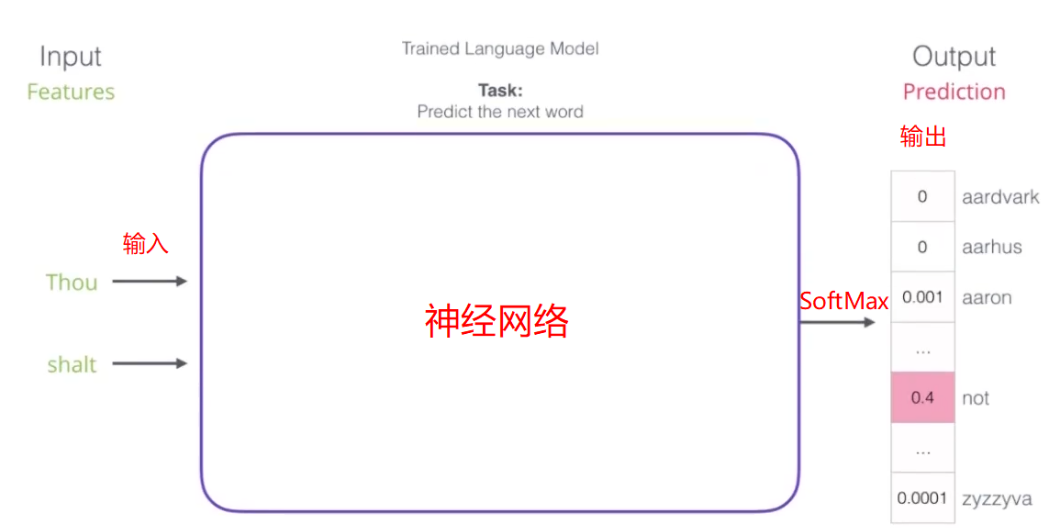 Input
Features
Trained Language Model
Task:
Predict the next word
Output
Prediction
输出
输入
Thou
shalt
神经网络
SoftMax
0 aardvark
0 aarhus
0.001 aaron
...
0.4 not
...
0.0001 zyzzyva